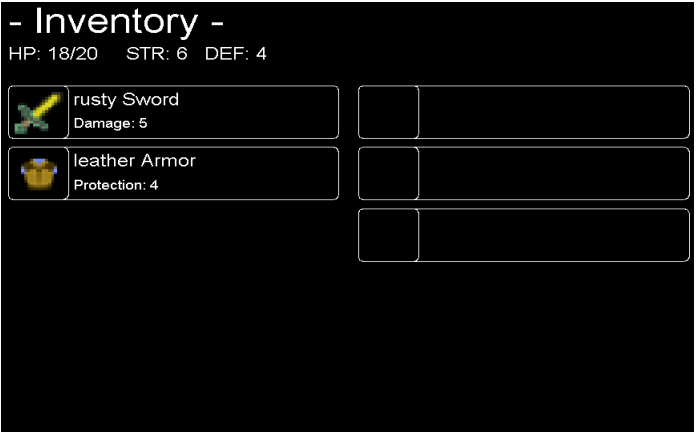 - Inventory -
HP: 18/20 STR: 6 DEF: 4
rusty Sword
Damage: 5
leather Armor
Protection: 4